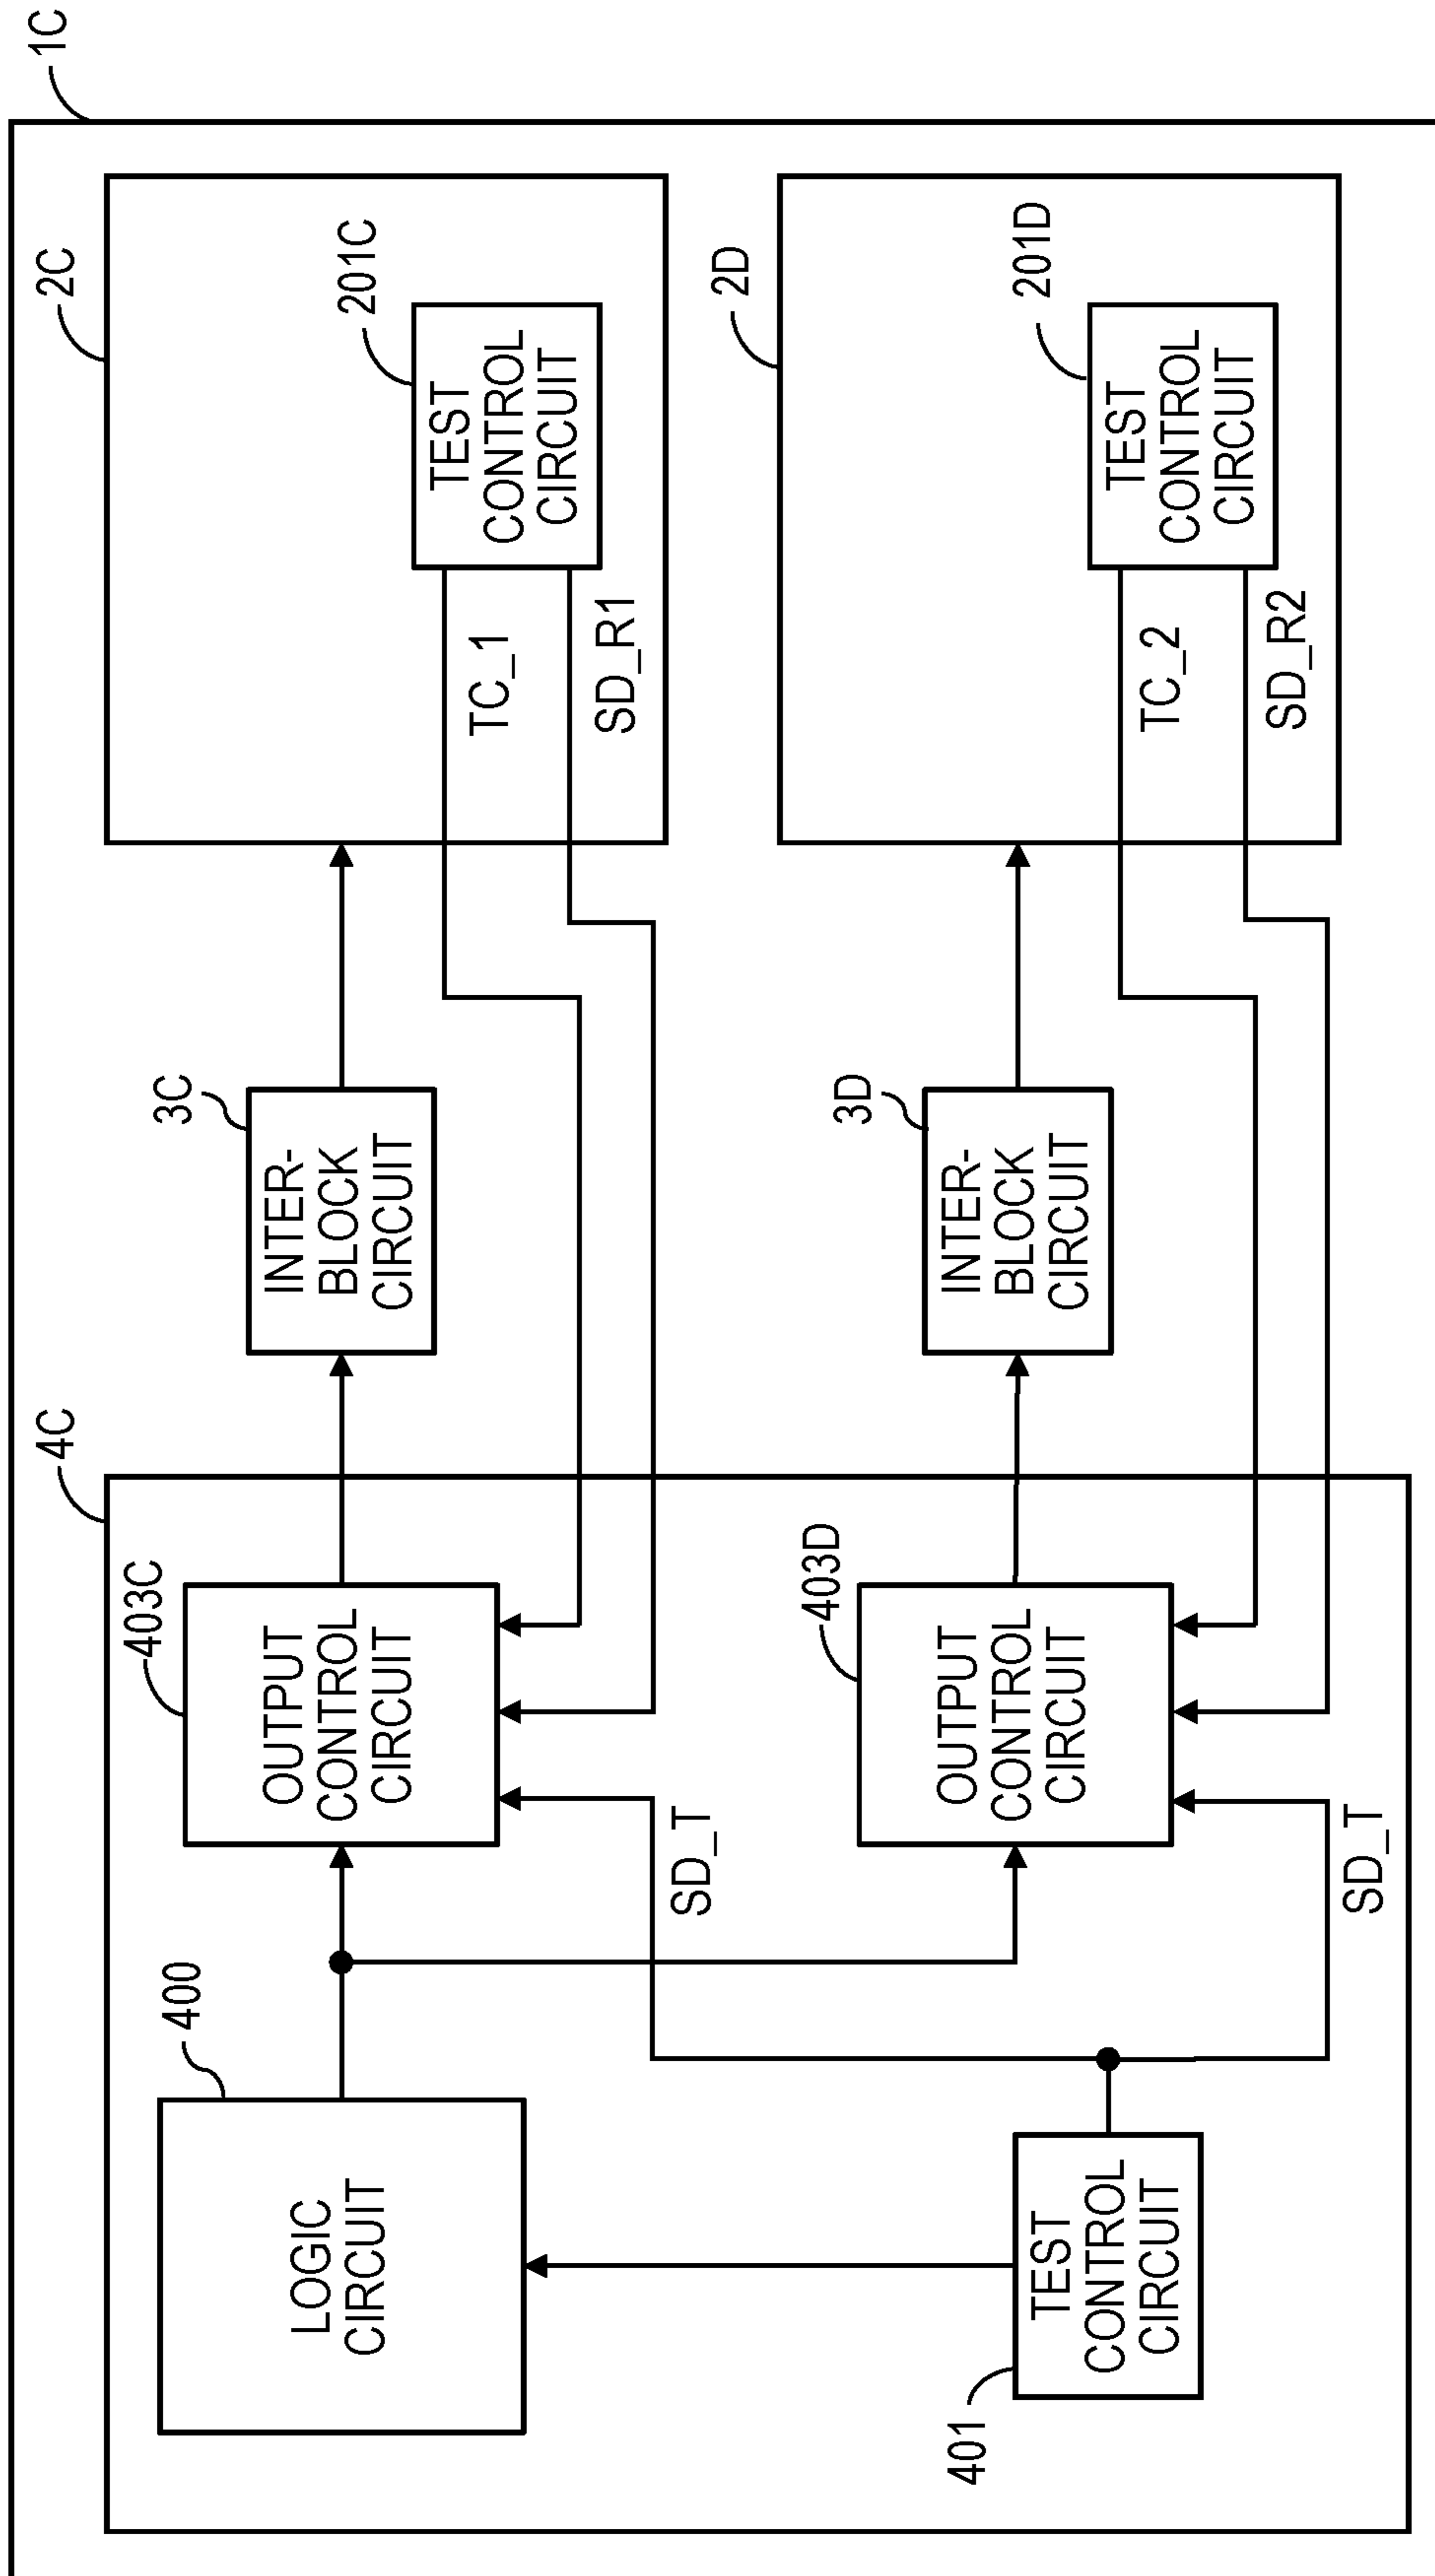 1C
4C
2C
400
LOGIC
CIRCUIT
403C
OUTPUT
CONTROL
CIRCUIT
3C
INTER-
BLOCK
CIRCUIT
201C
TEST
CONTROL
CIRCUIT
TC_1
SD_R1
SD_T
401
TEST
CONTROL
CIRCUIT
403D
OUTPUT
CONTROL
CIRCUIT
3D
INTER-
BLOCK
CIRCUIT
2D
201D
TEST
CONTROL
CIRCUIT
TC_2
SD_R2
SD_T